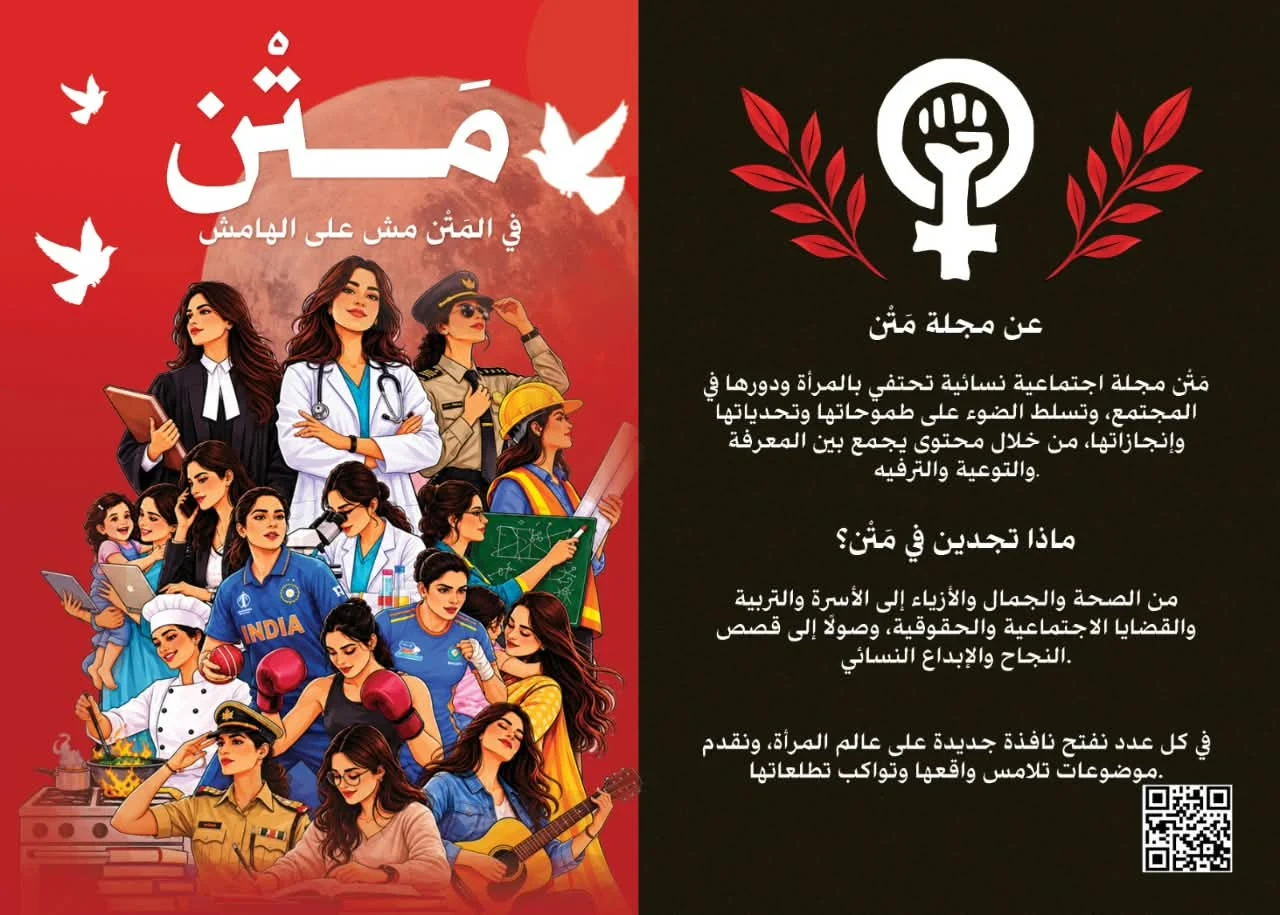 مَتْن
في المَتْن مش على الهامش
INDIA
عن مجلة مَتْن
مَتْن مجلة اجتماعية نسائية تحتفي بالمرأة ودورها في
المجتمع، وتسلط الضوء على طموحاتها وتحدياتها
وإنجازاتها، من خلال محتوى يجمع بين المعرفة
والتوعية والترفيه.
ماذا تجدين في مَتْن؟
من الصحة والجمال والأزياء إلى الأسرة والتربية
والقضايا الاجتماعية والحقوقية، وصولًا إلى قصص
النجاح والإبداع النسائي.
في كل عدد نفتح نافذة جديدة على عالم المرأة، ونقدم
موضوعات تلامس واقعها وتواكب تطلعاتها.